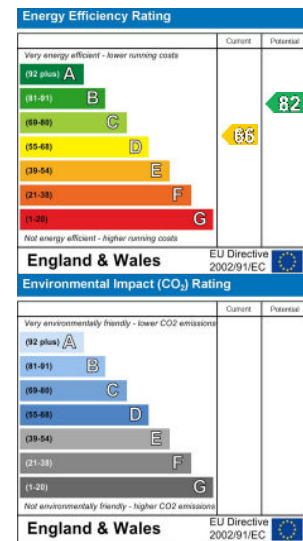 Energy Efficiency Rating
Current Potential
Very energy efficient - lower running costs
(92 plus) A
(81-91) B
82
(69-80) C
(55-68) D
66
(39-54) E
(21-38) F
(1-20) G
Not energy efficient - higher running costs
England & Wales
EU Directive
2002/91/EC
Environmental Impact (CO₂) Rating
Current Potential
Very environmentally friendly - lower CO2 emissions
(92 plus) A
(81-91) B
(69-80) C
(55-68) D
(39-54) E
(21-38) F
(1-20) G
Not environmentally friendly - higher CO2 emissions
England & Wales
EU Directive
2002/91/EC